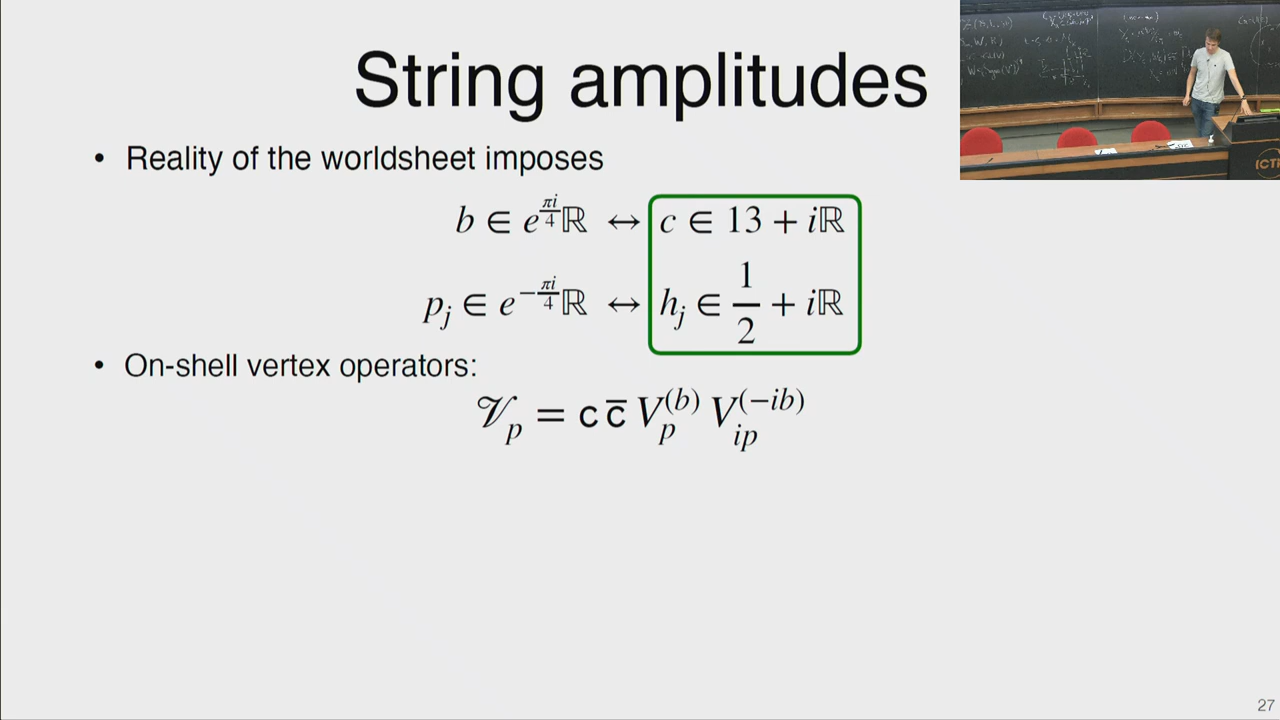 String amplitudes
• Reality of the worldsheet imposes
b ∈ e^{πi/4}ℝ ↔ c ∈ 13 + iℝ
p_j ∈ e^{-πi/4}ℝ ↔ h_j ∈ 1/2 + iℝ
• On-shell vertex operators:
𝒱_p = c c̅ V_p^{(b)} V_{ip}^{(-ib)}
27